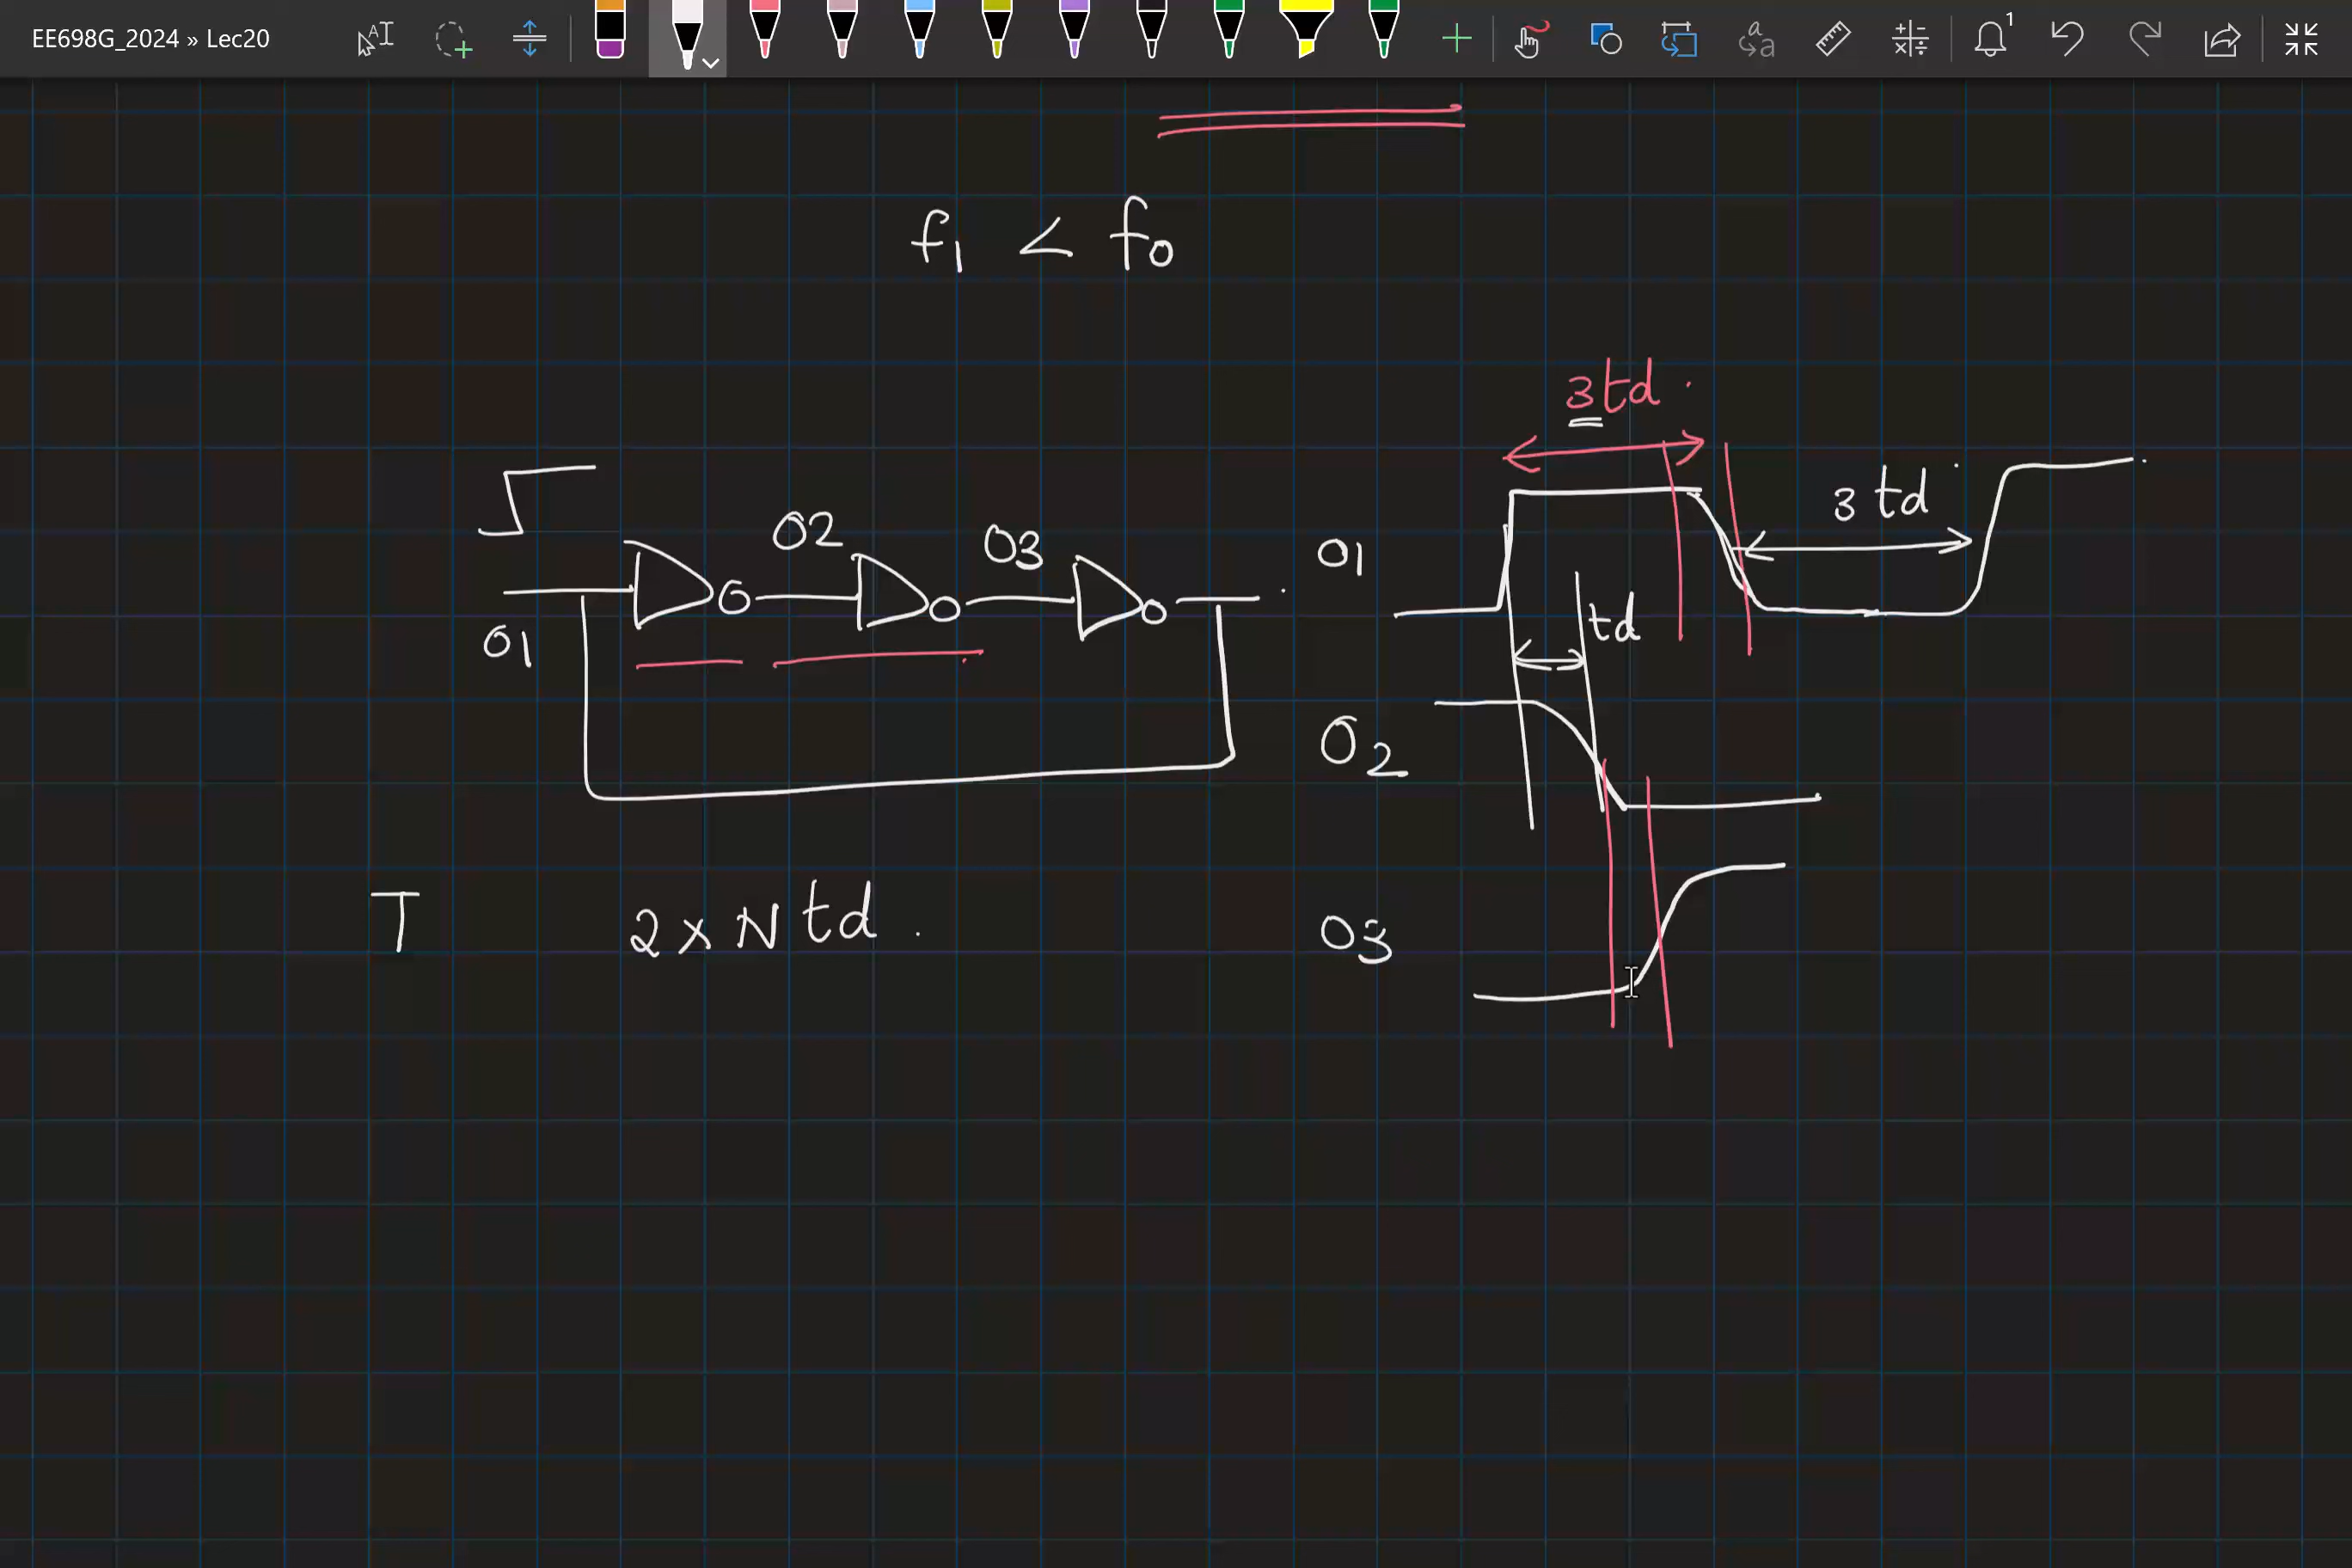 EE698G_2024 » Lec20
f1 < f0
3td
3 td
O2
O3
O1
td
O1
O2
T 2 x N td.
O3